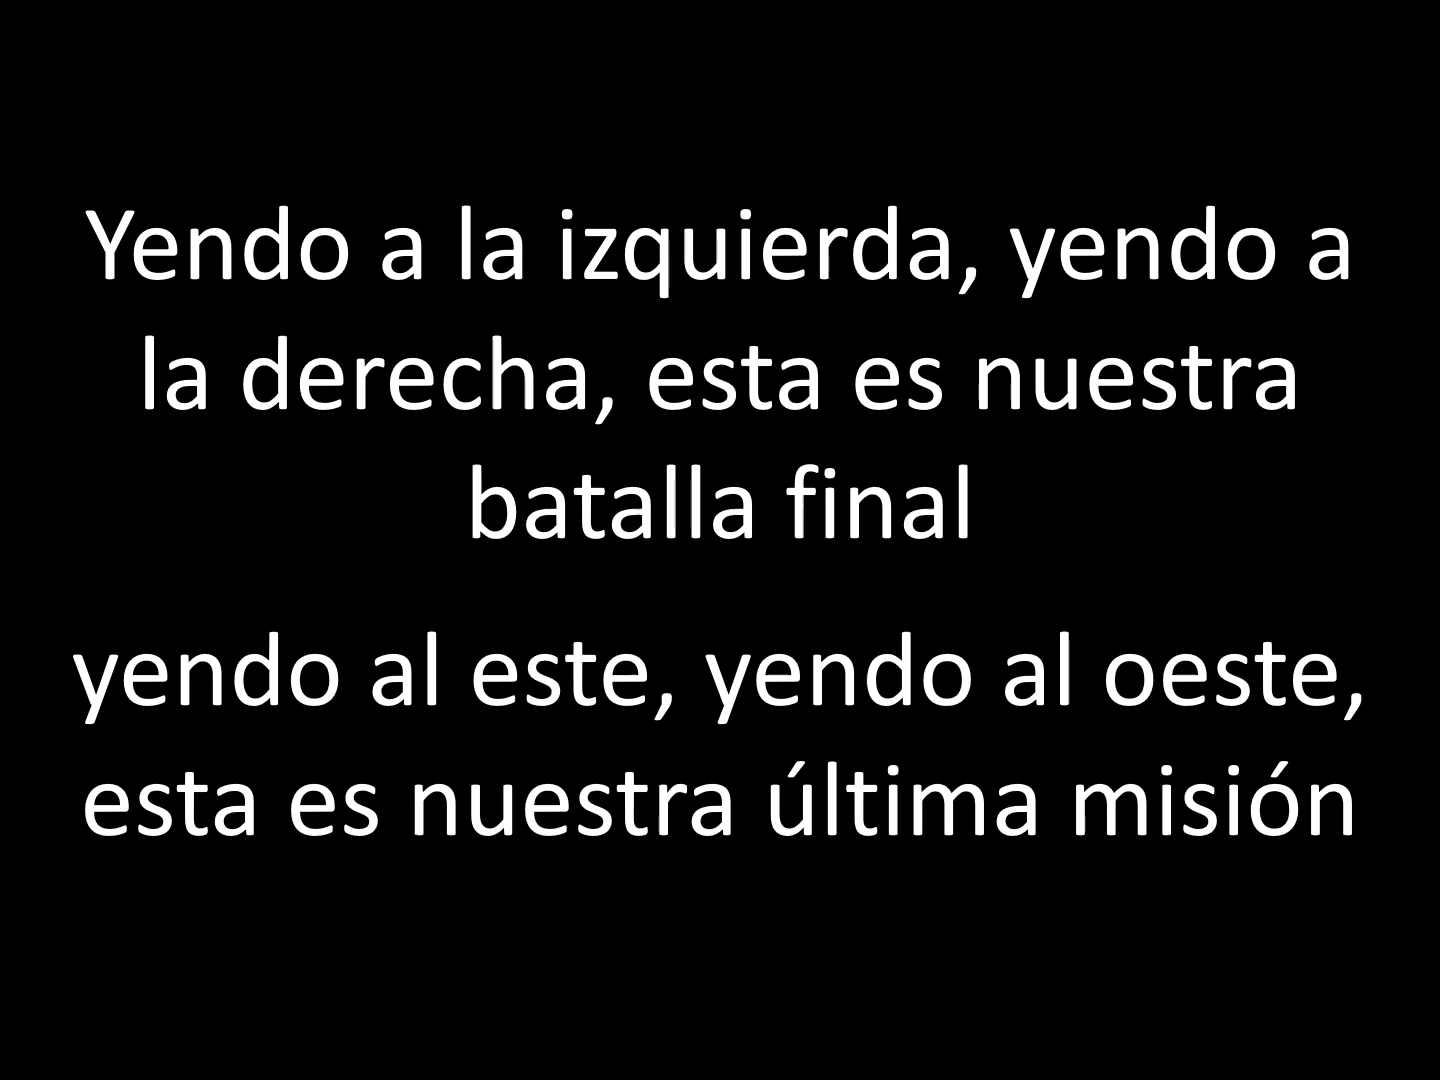 Yendo a la izquierda, yendo a
la derecha, esta es nuestra
batalla final
yendo al este, yendo al oeste,
esta es nuestra última misión